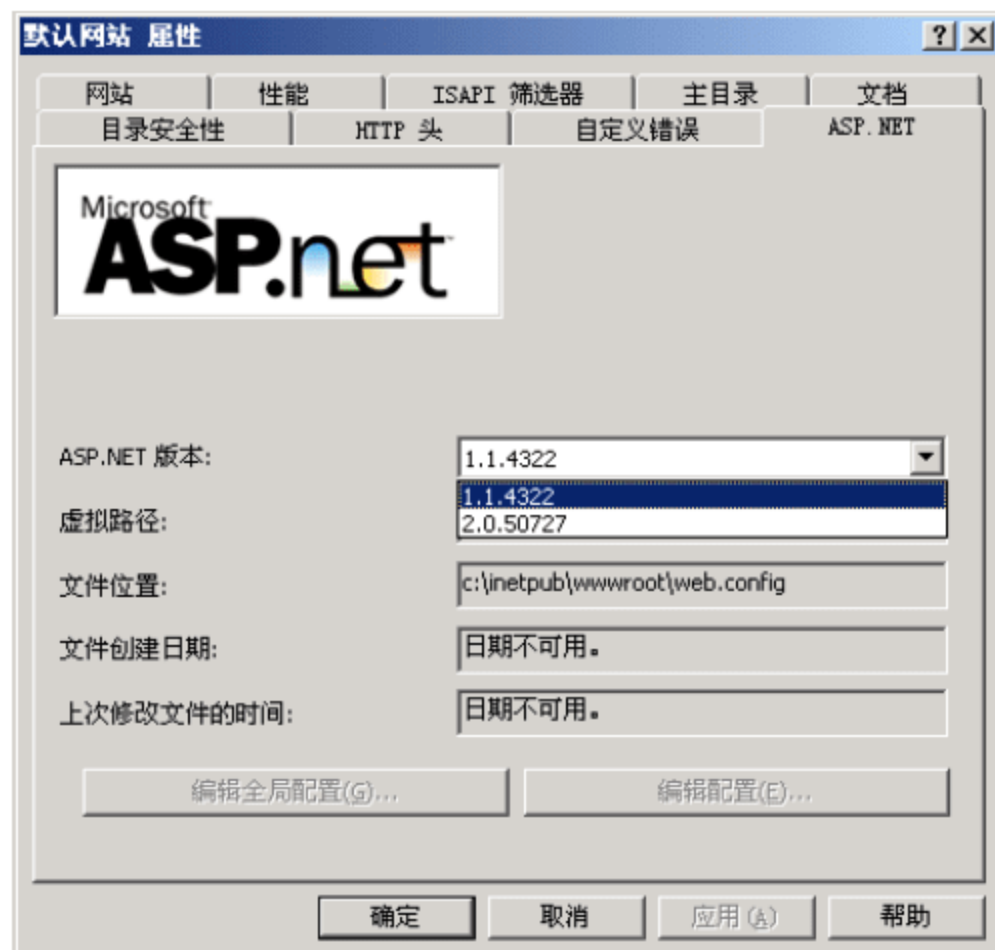 默认网站 属性
网站 性能 ISAPI 筛选器 主目录 文档
目录安全性 HTTP 头 自定义错误 ASP.NET
Microsoft
ASP.net
ASP.NET 版本: 1.1.4322
1.1.4322
虚拟路径: 2.0.50727
文件位置: c:\inetpub\wwwroot\web.config
文件创建日期: 日期不可用。
上次修改文件的时间: 日期不可用。
编辑全局配置(G)... 编辑配置(E)...
确定 取消 应用(A) 帮助